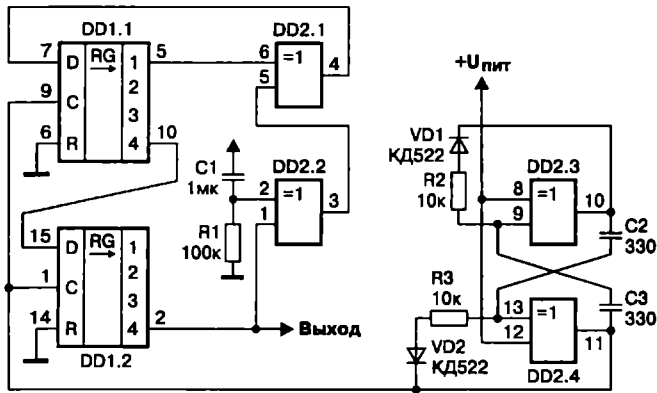 DD1.1
7 D RG 1 5
9 C 2
3
6 R 4 10
DD2.1
6 =1 4
5
C1
1мк
DD2.2
2 =1 3
1
R1
100к
15 D RG 1
1 C 2
3
14 R 4 2
DD1.2
Выход
+Uпит
VD1
КД522
R2
10к
DD2.3
8 =1 10
9
C2
330
C3
330
R3
10к
13 =1
12 11
DD2.4
VD2
КД522